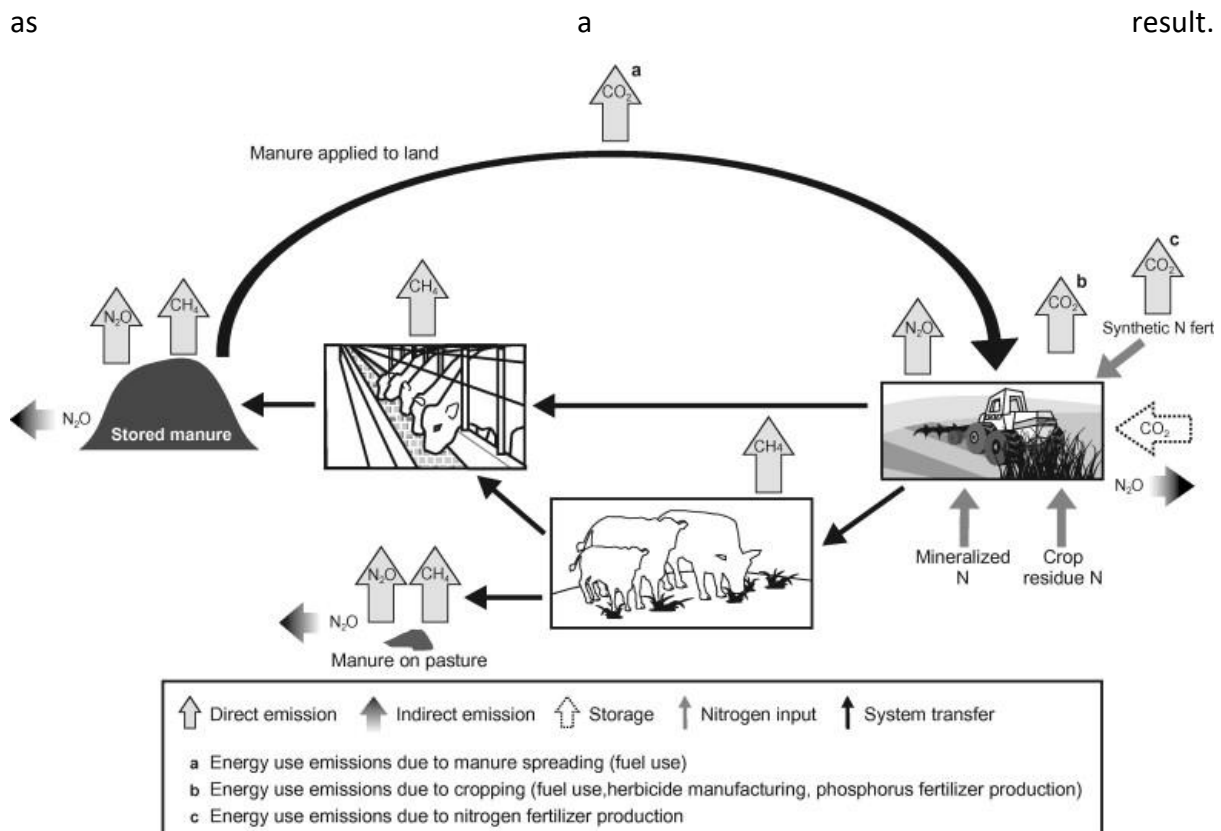 as a result.
CO₂ a
Manure applied to land
c
CO₂
CH₄
b
CO₂
N₂O
CH₄
N₂O
Synthetic N fert
N₂O
Stored manure
CH₄
CO₂
N₂O
Mineralized
N
Crop
residue N
N₂O
CH₄
N₂O
Manure on pasture
Direct emission Indirect emission Storage Nitrogen input System transfer
a Energy use emissions due to manure spreading (fuel use)
b Energy use emissions due to cropping (fuel use,herbicide manufacturing, phosphorus fertilizer production)
c Energy use emissions due to nitrogen fertilizer production